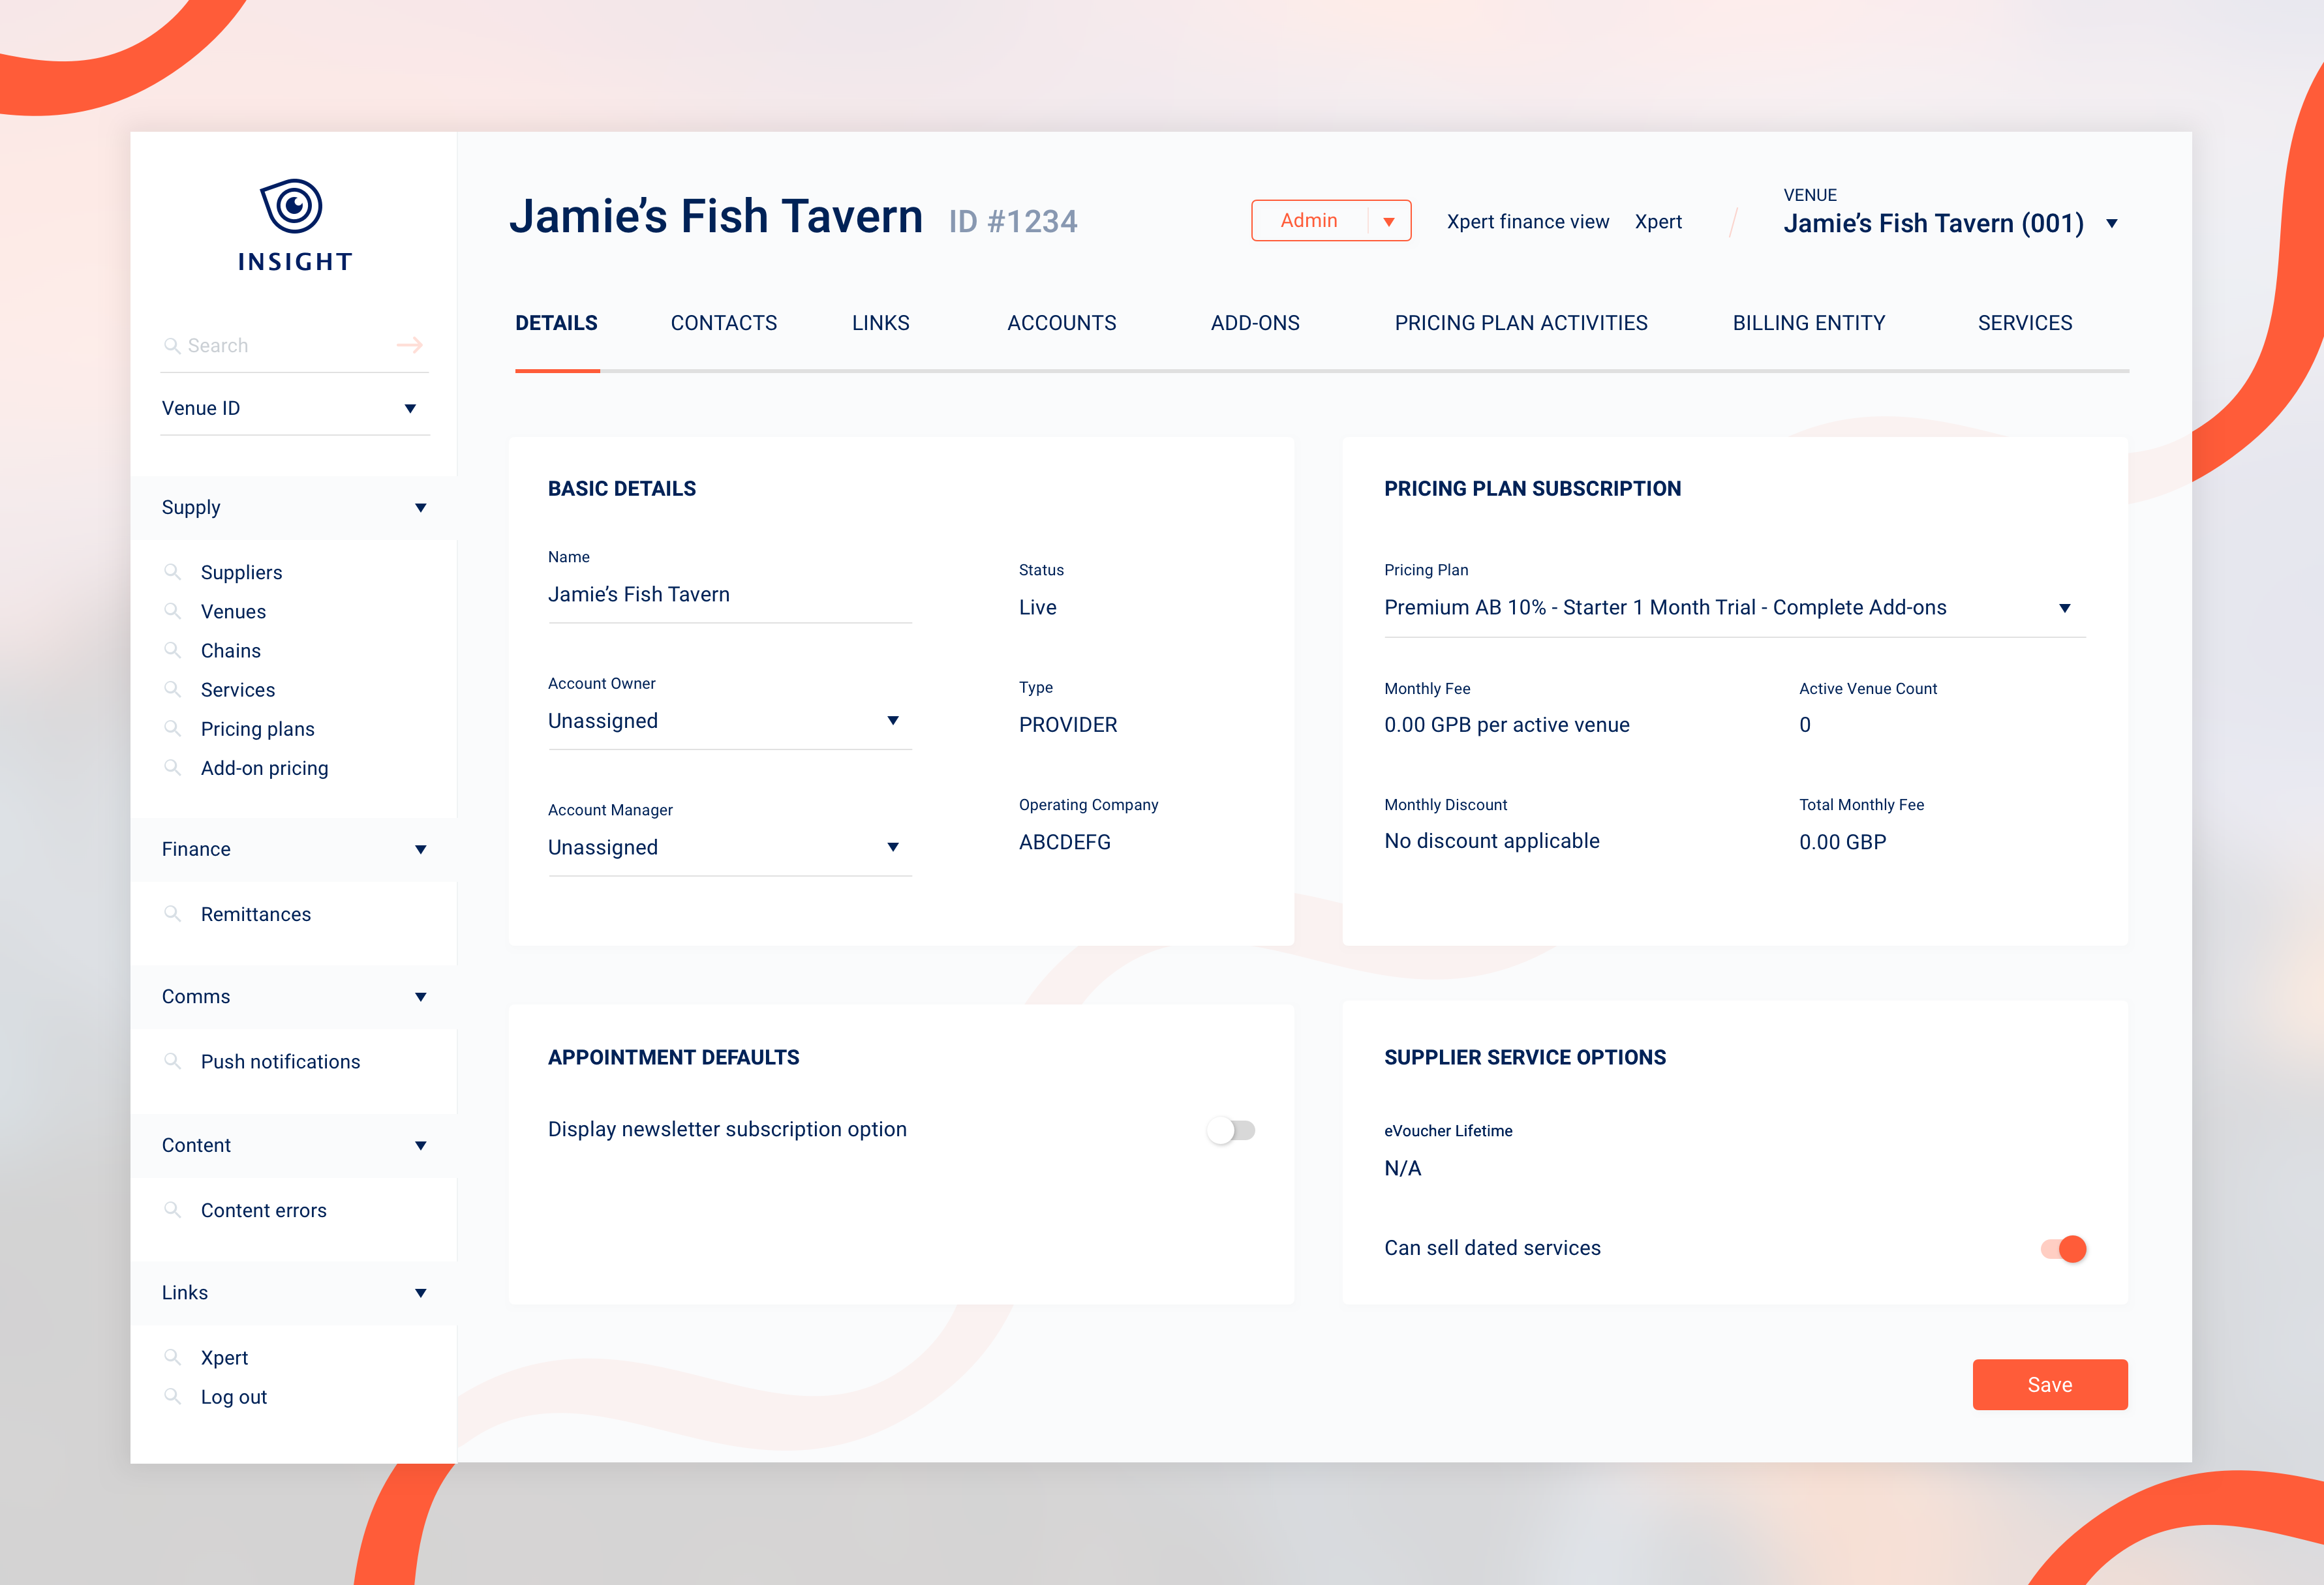 INSIGHT
Search
Venue ID
Supply
Suppliers
Venues
Chains
Services
Pricing plans
Add-on pricing
Finance
Remittances
Comms
Push notifications
Content
Content errors
Links
Xpert
Log out
Jamie’s Fish Tavern ID #1234
Admin
Xpert finance view
Xpert
VENUE
Jamie’s Fish Tavern (001)
DETAILS
CONTACTS
LINKS
ACCOUNTS
ADD-ONS
PRICING PLAN ACTIVITIES
BILLING ENTITY
SERVICES
BASIC DETAILS
Name
Jamie’s Fish Tavern
Status
Live
Account Owner
Unassigned
Type
PROVIDER
Account Manager
Unassigned
Operating Company
ABCDEFG
PRICING PLAN SUBSCRIPTION
Pricing Plan
Premium AB 10% - Starter 1 Month Trial - Complete Add-ons
Monthly Fee
0.00 GPB per active venue
Active Venue Count
0
Monthly Discount
No discount applicable
Total Monthly Fee
0.00 GBP
APPOINTMENT DEFAULTS
Display newsletter subscription option
SUPPLIER SERVICE OPTIONS
eVoucher Lifetime
N/A
Can sell dated services
Save